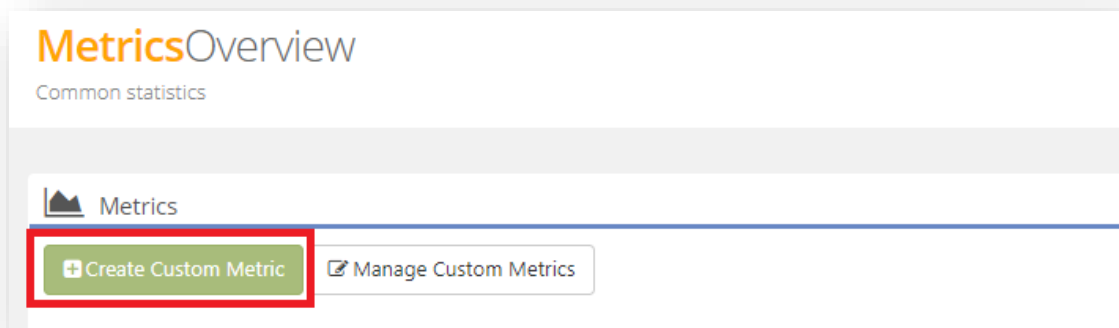 MetricsOverview
Common statistics
Metrics
Create Custom Metric Manage Custom Metrics